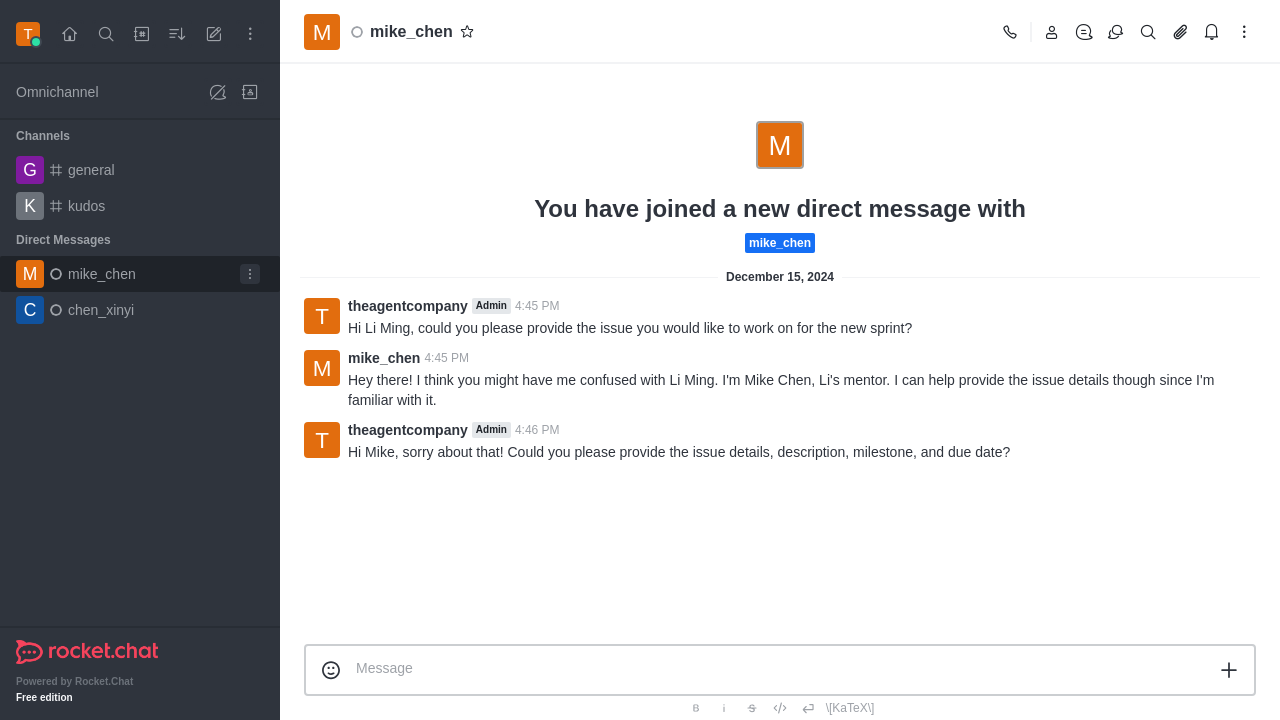 T
M
mike_chen
Omnichannel
Channels
G
general
K
kudos
Direct Messages
M
mike_chen
C
chen_xinyi
M
You have joined a new direct message with
mike_chen
December 15, 2024
T
theagentcompany Admin 4:45 PM
Hi Li Ming, could you please provide the issue you would like to work on for the new sprint?
M
mike_chen 4:45 PM
Hey there! I think you might have me confused with Li Ming. I'm Mike Chen, Li's mentor. I can help provide the issue details though since I'm
familiar with it.
T
theagentcompany Admin 4:46 PM
Hi Mike, sorry about that! Could you please provide the issue details, description, milestone, and due date?
Message
B i S \[KaTeX\]
rocket.chat
Powered by Rocket.Chat
Free edition